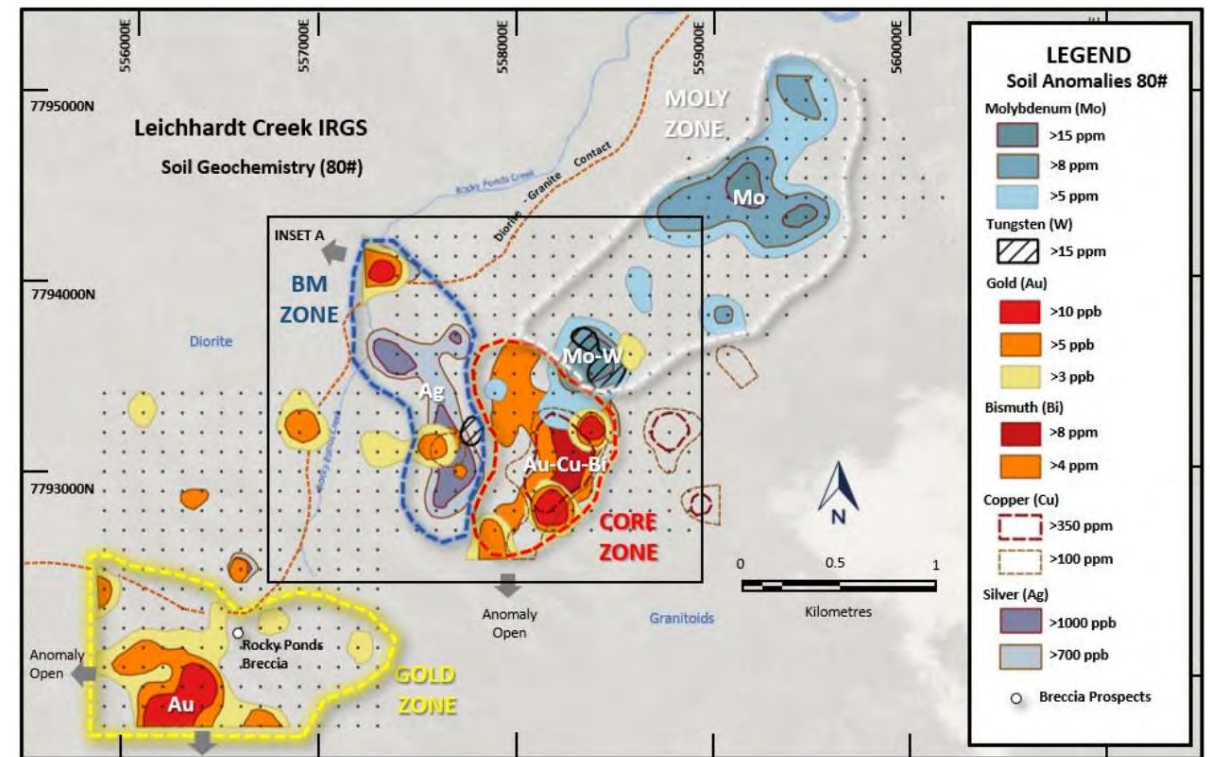 556000E
557000E
558000E
559000E
560000E
7795000N
7794000N
7793000N
Leichhardt Creek IRGS
Soil Geochemistry (80#)
MOLY
ZONE
Rocky Ponds Creek
Diorite - Granite Contact
Mo
INSET A
BM
ZONE
Diorite
Mo-W
Ag
Rocky Ponds Creek
Au-Cu-Bi
CORE
ZONE
N
0 0.5 1
Kilometres
Anomaly
Open
Granitoids
Rocky Ponds
Breccia
Anomaly
Open
GOLD
ZONE
Au
LEGEND
Soil Anomalies 80#
Molybdenum (Mo)
>15 ppm
>8 ppm
>5 ppm
Tungsten (W)
>15 ppm
Gold (Au)
>10 ppb
>5 ppb
>3 ppb
Bismuth (Bi)
>8 ppm
>4 ppm
Copper (Cu)
>350 ppm
>100 ppm
Silver (Ag)
>1000 ppb
>700 ppb
Breccia Prospects